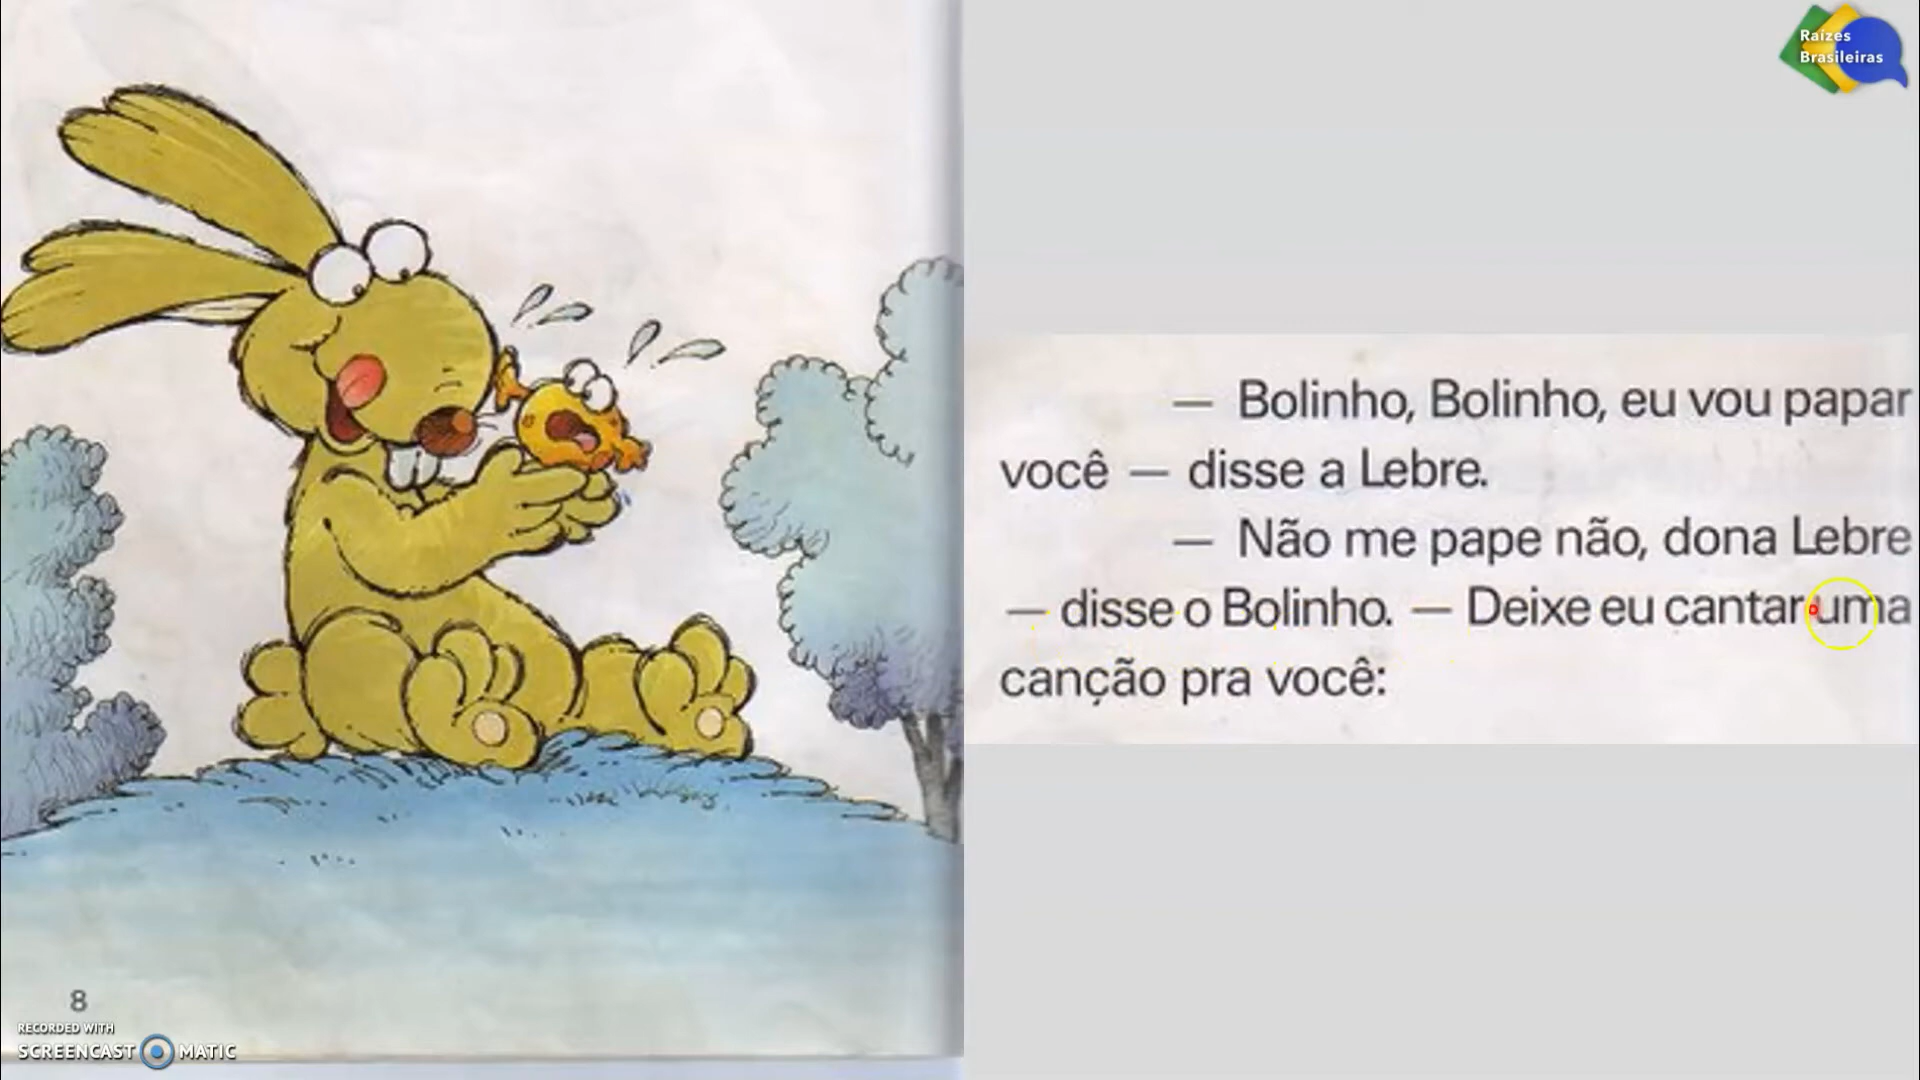 Raízes
Brasileiras
— Bolinho, Bolinho, eu vou papar
você — disse a Lebre.
— Não me pape não, dona Lebre
— disse o Bolinho. — Deixe eu cantar uma
canção pra você:
8
RECORDED WITH
SCREENCAST MATIC